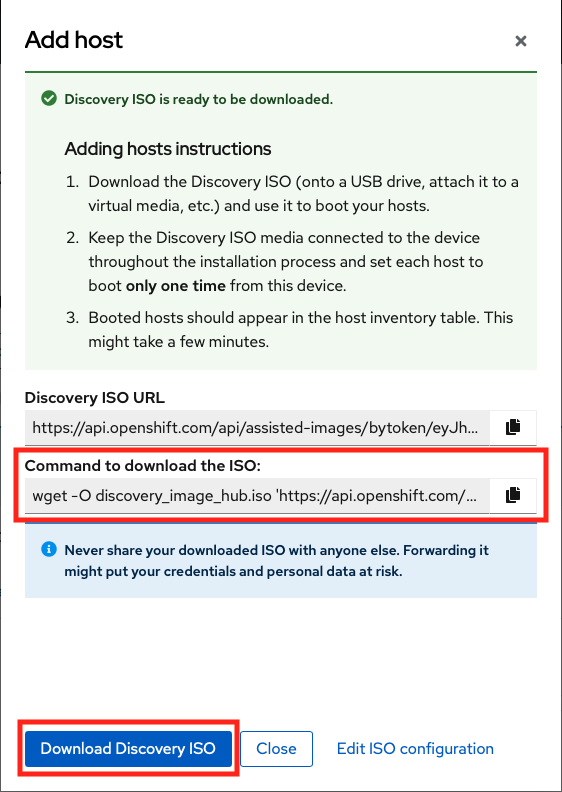 Add host
Discovery ISO is ready to be downloaded.
Adding hosts instructions
1. Download the Discovery ISO (onto a USB drive, attach it to a
virtual media, etc.) and use it to boot your hosts.
2. Keep the Discovery ISO media connected to the device
throughout the installation process and set each host to
boot only one time from this device.
3. Booted hosts should appear in the host inventory table. This
might take a few minutes.
Discovery ISO URL
https://api.openshift.com/api/assisted-images/bytoken/eyJh...
Command to download the ISO:
wget -O discovery_image_hub.iso 'https://api.openshift.com/...
Never share your downloaded ISO with anyone else. Forwarding it
might put your credentials and personal data at risk.
Download Discovery ISO Close Edit ISO configuration